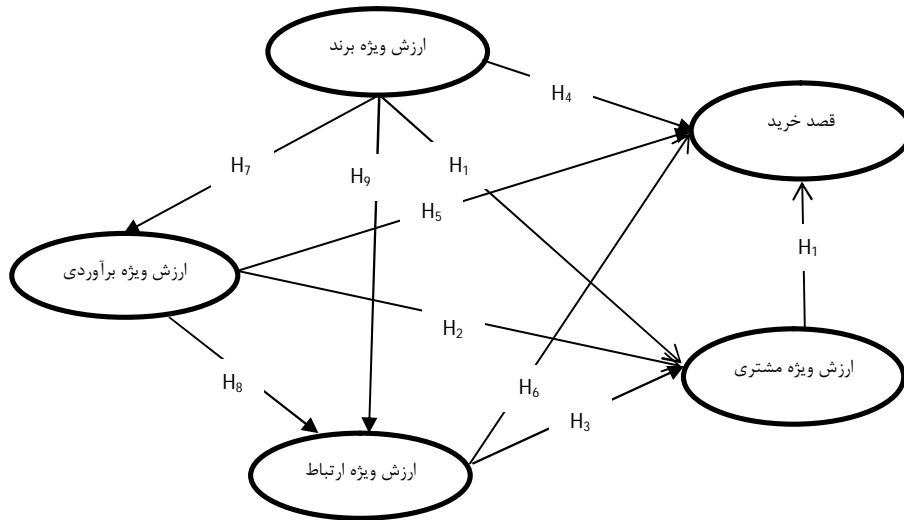 ارزش ویژه برند
H₄
قصد خرید
H₇
H₉
H₁
H₅
ارزش ویژه برآوردی
H₁
H₂
ارزش ویژه مشتری
H₈
H₆
H₃
ارزش ویژه ارتباط